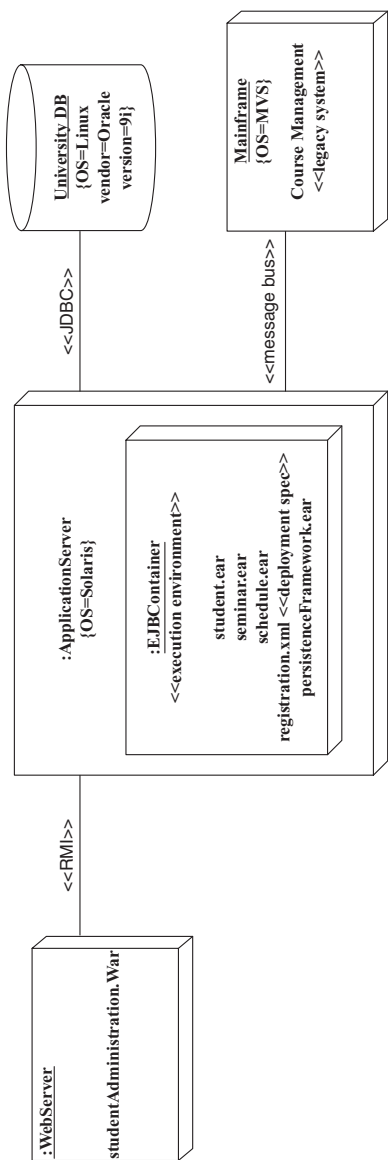 :WebServer
studentAdministration.War
<<RMI>>
:ApplicationServer
{OS=Solaris}
:EJBContainer
<<execution environment>>
student.ear
seminar.ear
schedule.ear
registration.xml <<deployment spec>>
persistenceFramework.ear
<<JDBC>>
<<message bus>>
University DB
{OS=Linux
vendor=Oracle
version=9i}
Mainframe
{OS=MVS}
Course Management
<<legacy system>>